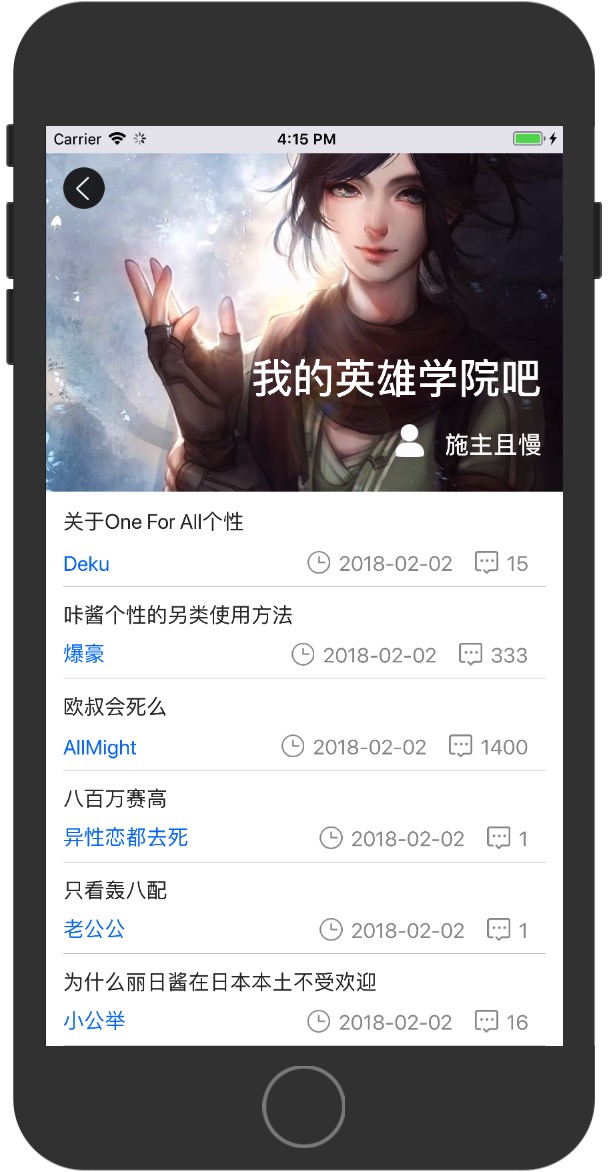 Carrier 4:15 PM
我的英雄学院吧
施主且慢
关于One For All个性
Deku 2018-02-02 15
咔酱个性的另类使用方法
爆豪 2018-02-02 333
欧叔会死么
AllMight 2018-02-02 1400
八百万赛高
异性恋都去死 2018-02-02 1
只看轰八配
老公公 2018-02-02 1
为什么丽日酱在日本本土不受欢迎
小公举 2018-02-02 16